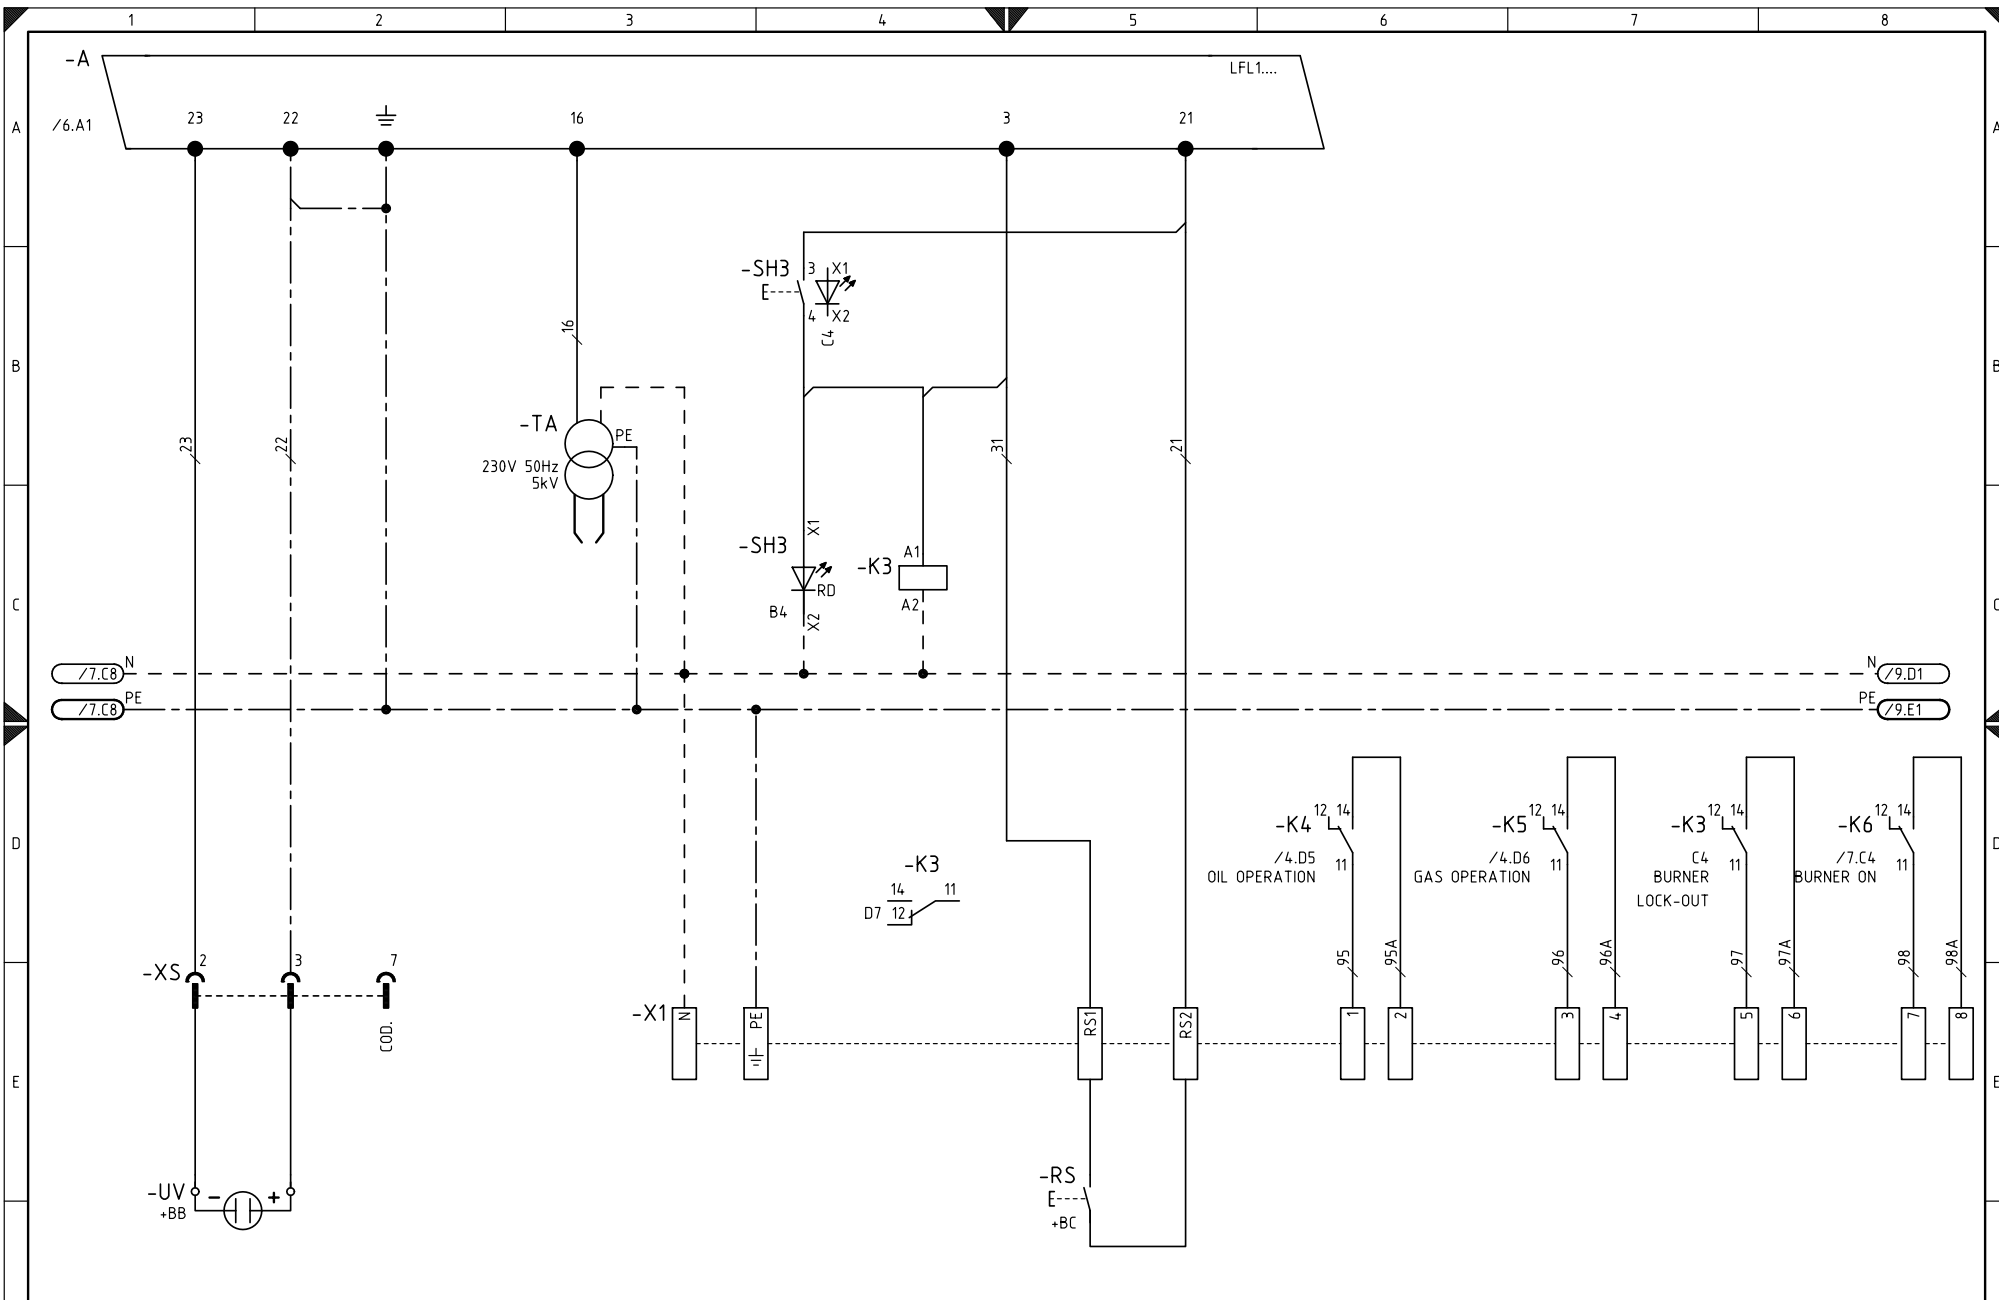 1 2 3 4 5 6 7 8
-A LFL1....
A /6.A1 23 22 16 3 21 A
-SH3 3 X1
4 X2
C4
16
B B
-TA PE
230V 50Hz
5kV
23 22 31 21
X1
-SH3 -K3 A1
RD
B4 X2 A2
C C
/7.C8 N N /9.D1
/7.C8 PE PE /9.E1
12 14 12 14 12 14 12 14
-K4 -K5 -K3 -K6
D D
/4.D5 11 /4.D6 11 C4 11 /7.C4 11
OIL OPERATION GAS OPERATION BURNER BURNER ON
LOCK-OUT
-K3
14 11
D7 12
95 95A 96 96A 97 97A 98 98A
-XS 2 3 7
COD.
-X1 N PE RS1 RS2 1 2 3 4 5 6 7 8
E E
-RS
+BC
-UV - +
+BB